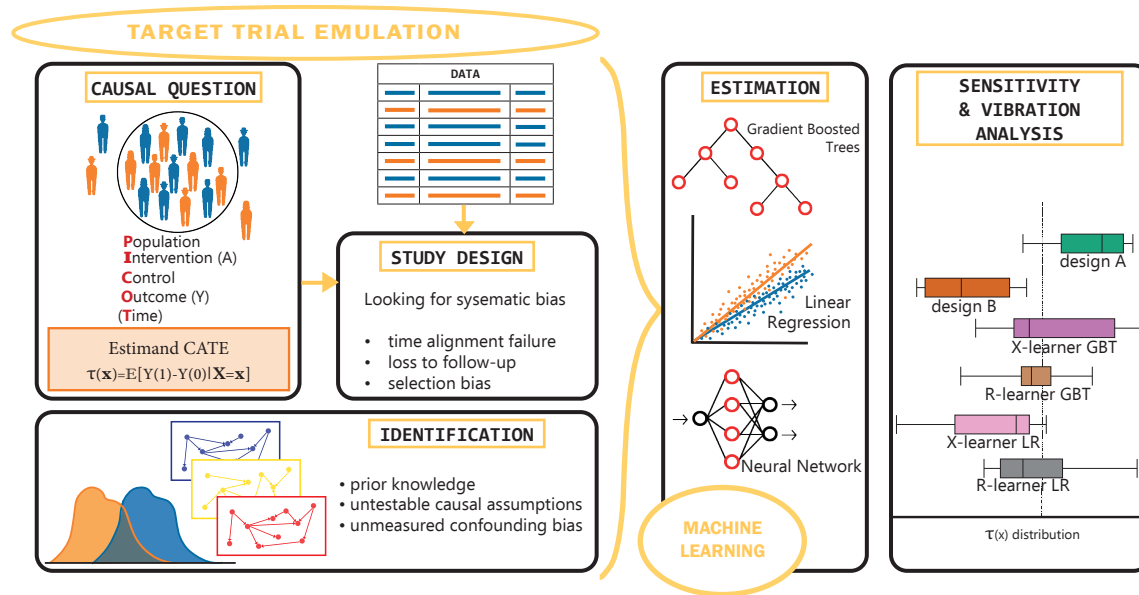 TARGET TRIAL EMULATION
CAUSAL QUESTION
Population
Intervention (A)
Control
Outcome (Y)
(Time)
Estimand CATE
τ(x)=E[Y(1)-Y(0)|X=x]
DATA
STUDY DESIGN
Looking for sysematic bias
• time alignment failure
• loss to follow-up
• selection bias
IDENTIFICATION
• prior knowledge
• untestable causal assumptions
• unmeasured confounding bias
ESTIMATION
Gradient Boosted
Trees
Linear
Regression
Neural Network
MACHINE
LEARNING
SENSITIVITY
& VIBRATION
ANALYSIS
design A
design B
X-learner GBT
R-learner GBT
X-learner LR
R-learner LR
τ(x) distribution